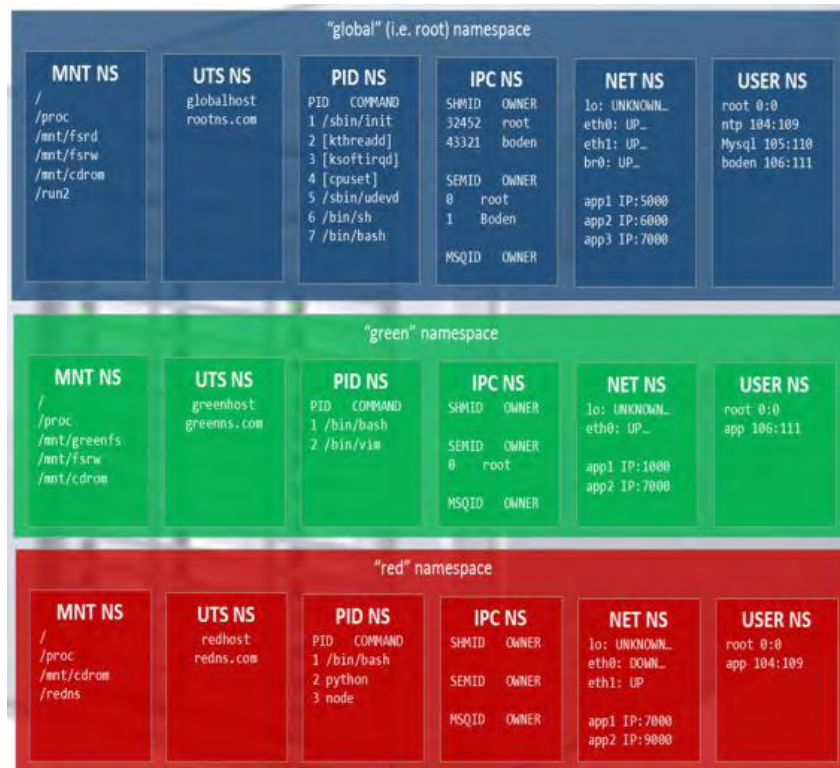 “global” (i.e. root) namespace
MNT NS
/
/proc
/mnt/fsrd
/mnt/fsrw
/mnt/cdrom
/run2
UTS NS
globalhost
rootns.com
PID NS
PID COMMAND
1 /sbin/init
2 [kthreadd]
3 [ksoftirqd]
4 [cpuset]
5 /sbin/udevd
6 /bin/sh
7 /bin/bash
IPC NS
SHMID OWNER
32452 root
43321 boden
SEMID OWNER
0 root
1 Boden
MSQID OWNER
NET NS
lo: UNKNOWN…
eth0: UP…
eth1: UP…
br0: UP…
app1 IP:5000
app2 IP:6000
app3 IP:7000
USER NS
root 0:0
ntp 104:109
Mysql 105:110
boden 106:111
“green” namespace
MNT NS
/
/proc
/mnt/greenfs
/mnt/fsrw
/mnt/cdrom
UTS NS
greenhost
greenns.com
PID NS
PID COMMAND
1 /bin/bash
2 /bin/vim
IPC NS
SHMID OWNER
SEMID OWNER
0 root
MSQID OWNER
NET NS
lo: UNKNOWN…
eth0: UP…
app1 IP:1000
app2 IP:7000
USER NS
root 0:0
app 106:111
“red” namespace
MNT NS
/
/proc
/mnt/cdrom
/redns
UTS NS
redhost
redns.com
PID NS
PID COMMAND
1 /bin/bash
2 python
3 node
IPC NS
SHMID OWNER
SEMID OWNER
MSQID OWNER
NET NS
lo: UNKNOWN…
eth0: DOWN…
eth1: UP
app1 IP:7000
app2 IP:9000
USER NS
root 0:0
app 104:109